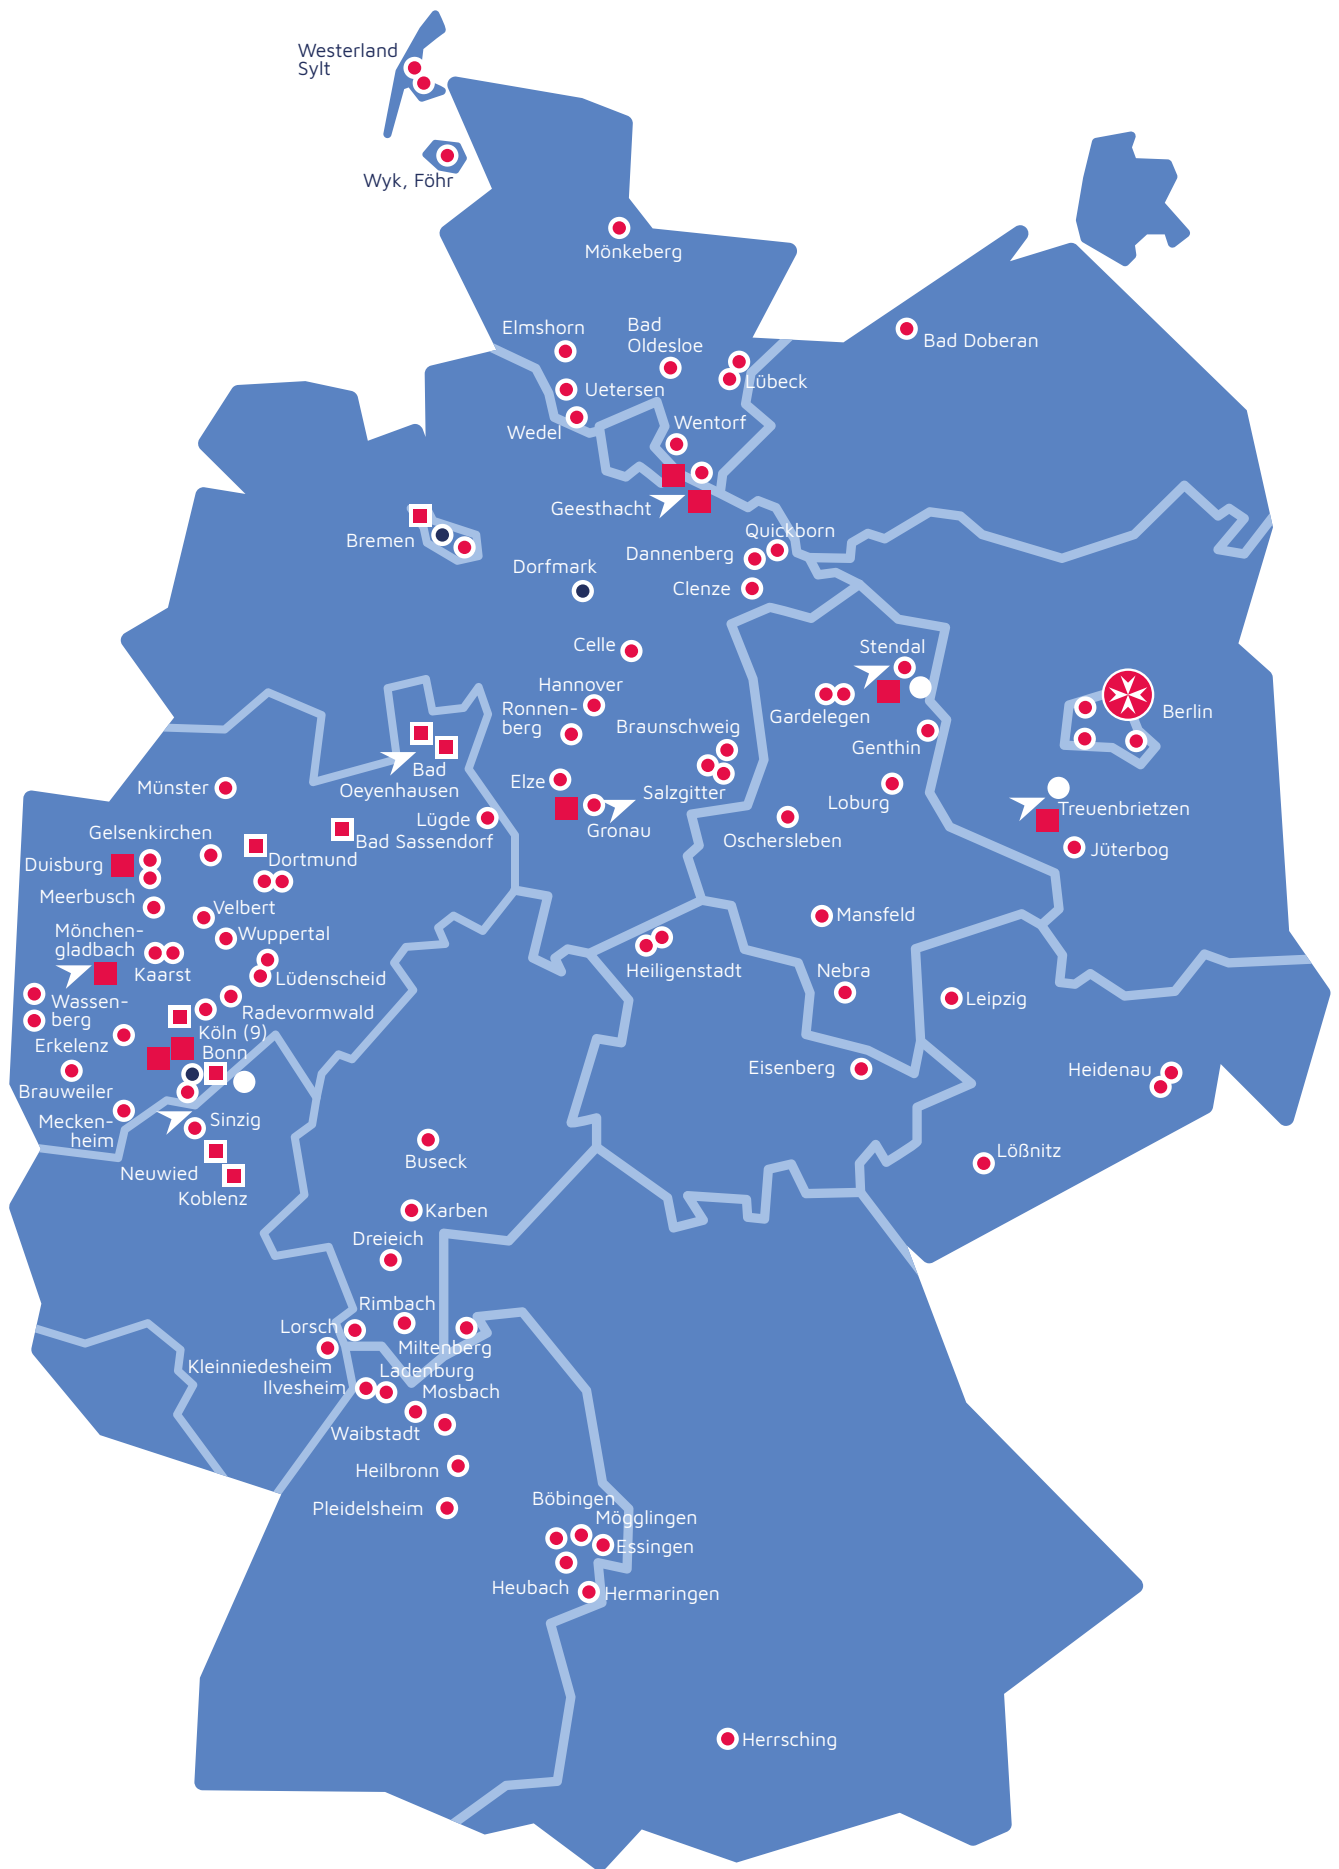 Westerland
Sylt
Wyk, Föhr
Mönkeberg
Elmshorn
Bad
Oldesloe
Bad Doberan
Lübeck
Uetersen
Wedel
Wentorf
Geesthacht
Quickborn
Bremen
Dannenberg
Dorfmark
Clenze
Celle
Stendal
Hannover
Ronnen-
berg
Gardelegen
Berlin
Braunschweig
Genthin
Bad
Oeyenhausen
Elze
Münster
Salzgitter
Loburg
Treuenbrietzen
Lügde
Gronau
Gelsenkirchen
Bad Sassendorf
Oschersleben
Jüterbog
Dortmund
Duisburg
Meerbusch
Velbert
Mansfeld
Mönchen-
gladbach
Wuppertal
Kaarst
Lüdenscheid
Heiligenstadt
Nebra
Leipzig
Wassen-
berg
Radevormwald
Köln (9)
Erkelenz
Bonn
Eisenberg
Heidenau
Brauweiler
Mecken-
heim
Sinzig
Buseck
Lößnitz
Neuwied
Koblenz
Karben
Dreieich
Rimbach
Lorsch
Miltenberg
Kleinniedesheim
Ladenburg
Ilvesheim
Mosbach
Waibstadt
Heilbronn
Pleidelsheim
Böbingen
Mögglingen
Essingen
Heubach
Hermaringen
Herrsching